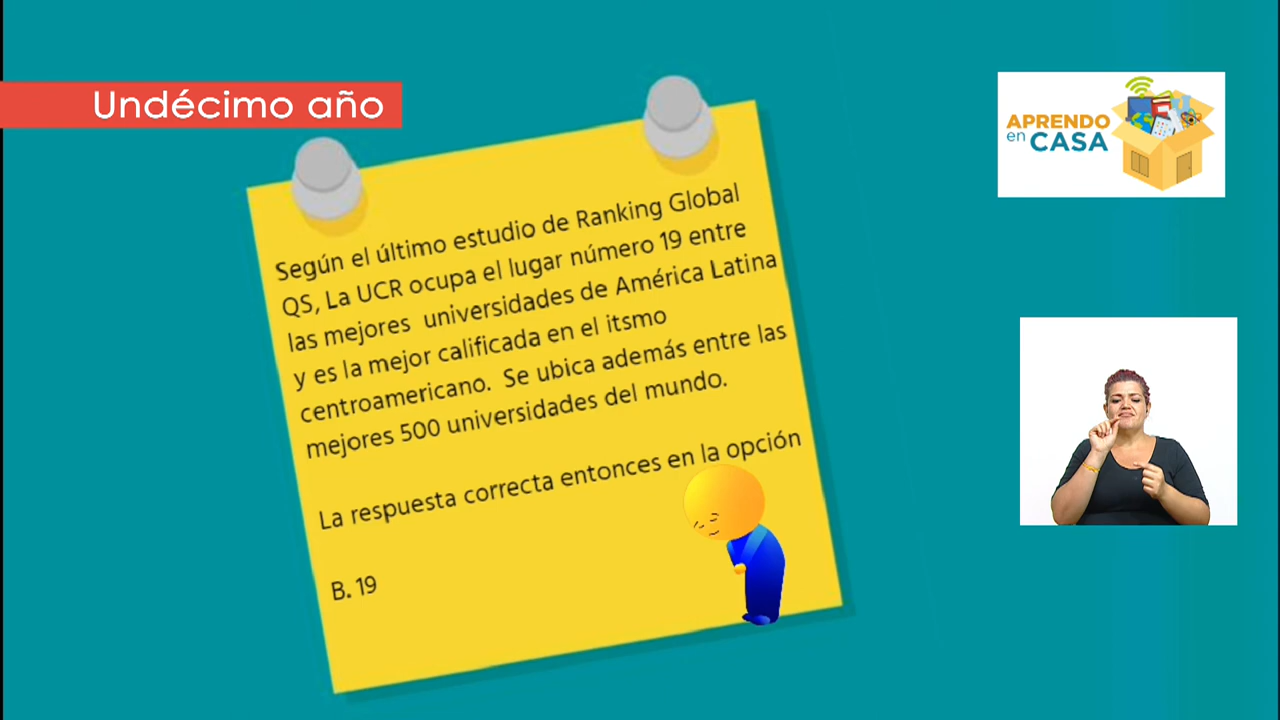 Undécimo año
APRENDO
en CASA
Según el último estudio de Ranking Global
QS, La UCR ocupa el lugar número 19 entre
las mejores universidades de América Latina
y es la mejor calificada en el itsmo
centroamericano. Se ubica además entre las
mejores 500 universidades del mundo.
La respuesta correcta entonces en la opción
B. 19